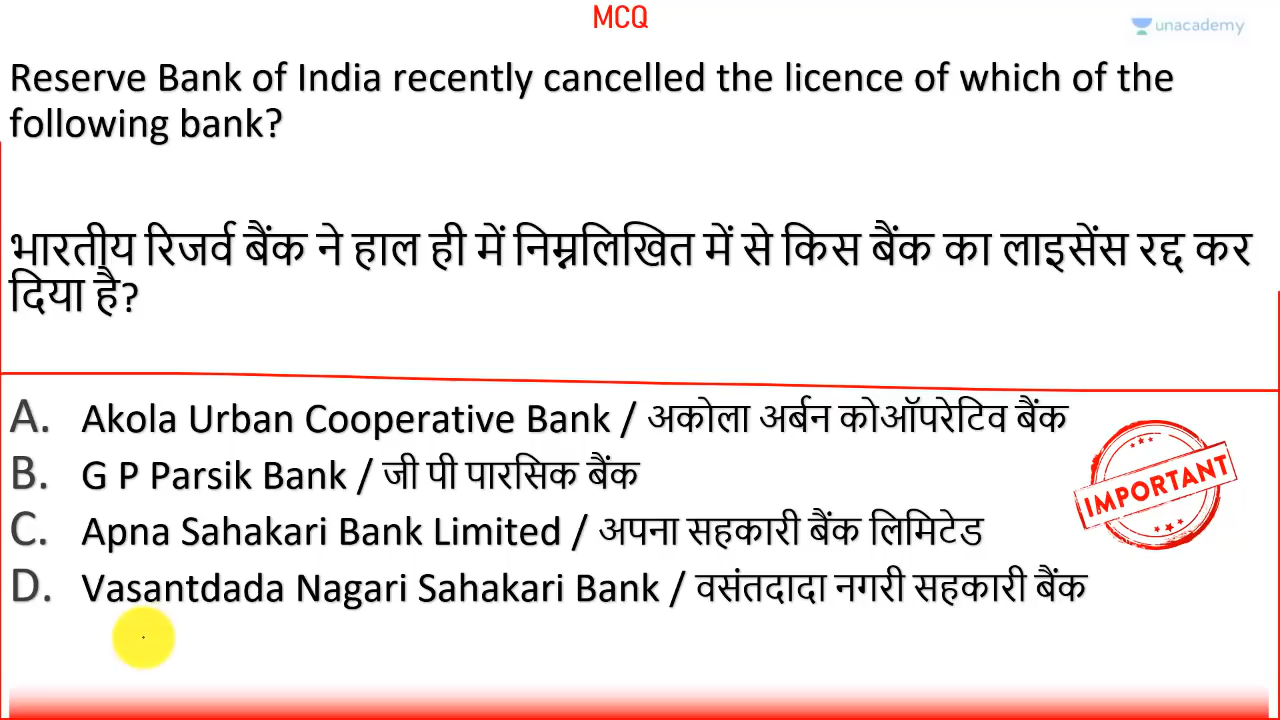 MCQ
unacademy
Reserve Bank of India recently cancelled the licence of which of the
following bank?
भारतीय रिजर्व बैंक ने हाल ही में निम्नलिखित में से किस बैंक का लाइसेंस रद्द कर
दिया है?
A. Akola Urban Cooperative Bank / अकोला अर्बन कोऑपरेटिव बैंक
B. G P Parsik Bank / जी पी पारसिक बैंक
C. Apna Sahakari Bank Limited / अपना सहकारी बैंक लिमिटेड
D. Vasantdada Nagari Sahakari Bank / वसंतदादा नगरी सहकारी बैंक
IMPORTANT